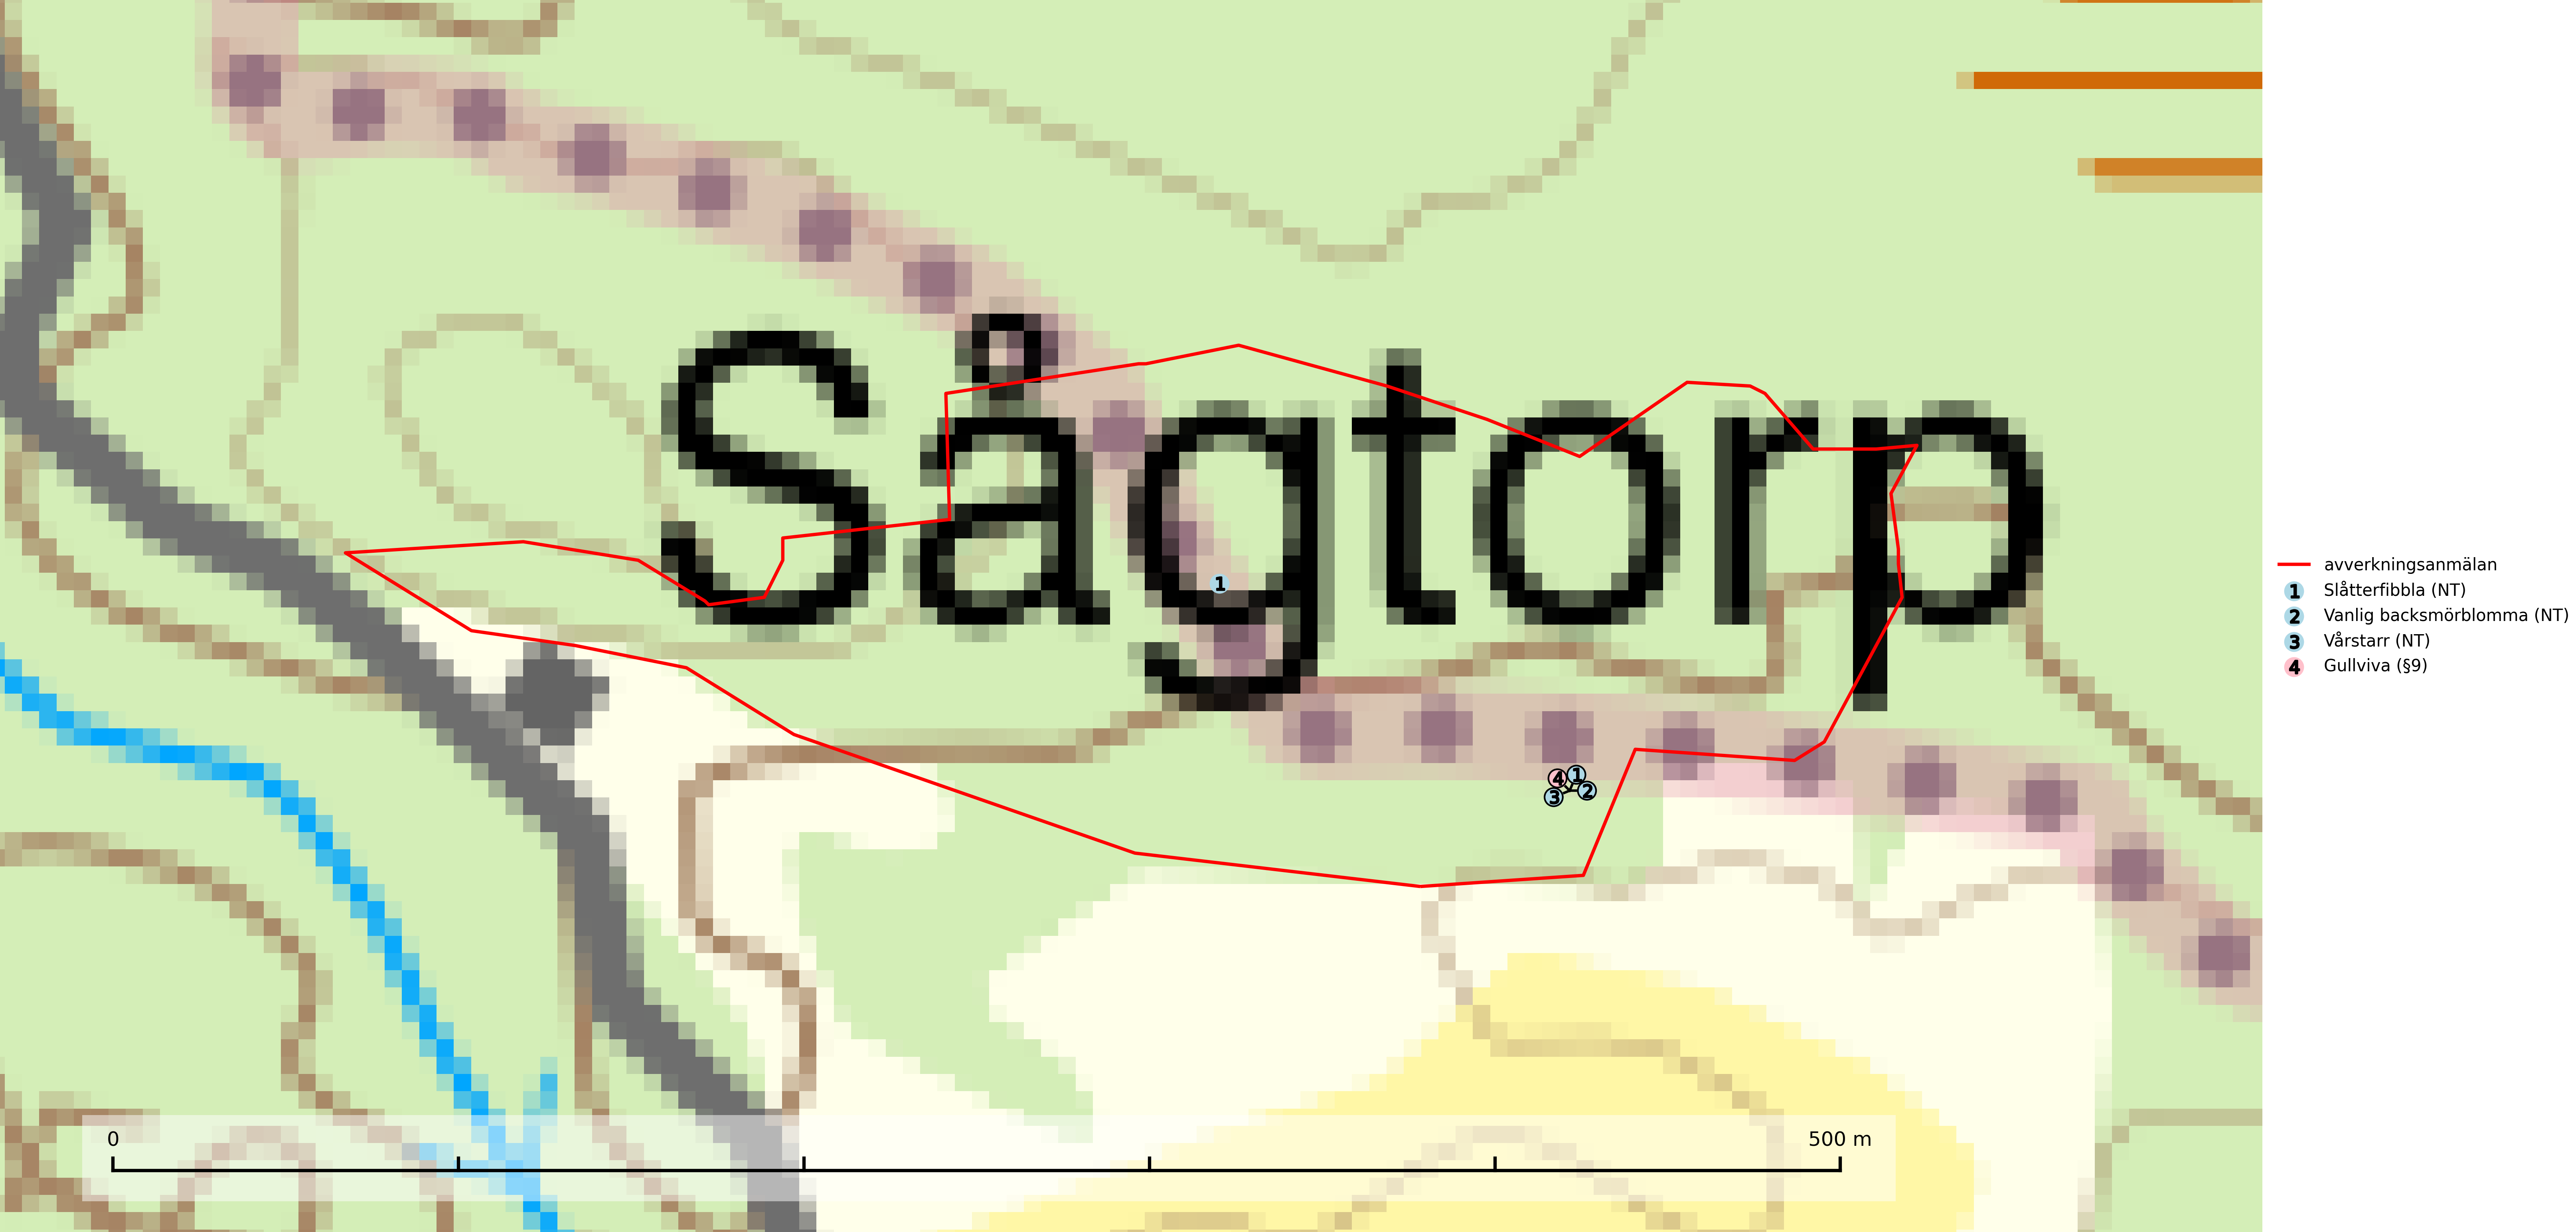 Sågtorp
1
4 1
3 2
0 500 m
avverkningsanmälan
1 Slåtterfibbla (NT)
2 Vanlig backsmörblomma (NT)
3 Vårstarr (NT)
4 Gullviva (§9)